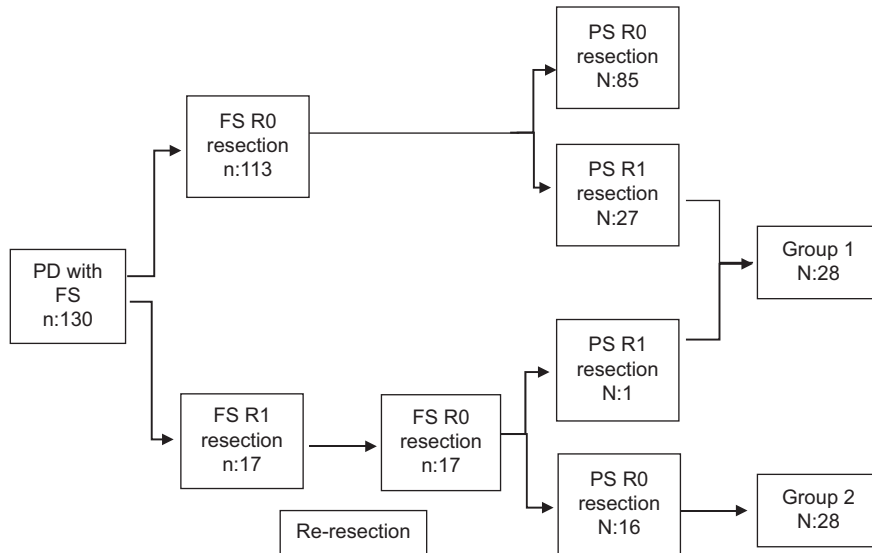 PS R0
resection
N:85
FS R0
resection
n:113
PS R1
resection
N:27
PD with
FS
n:130
Group 1
N:28
PS R1
resection
N:1
FS R1
resection
n:17
FS R0
resection
n:17
PS R0
resection
N:16
Group 2
N:28
Re-resection